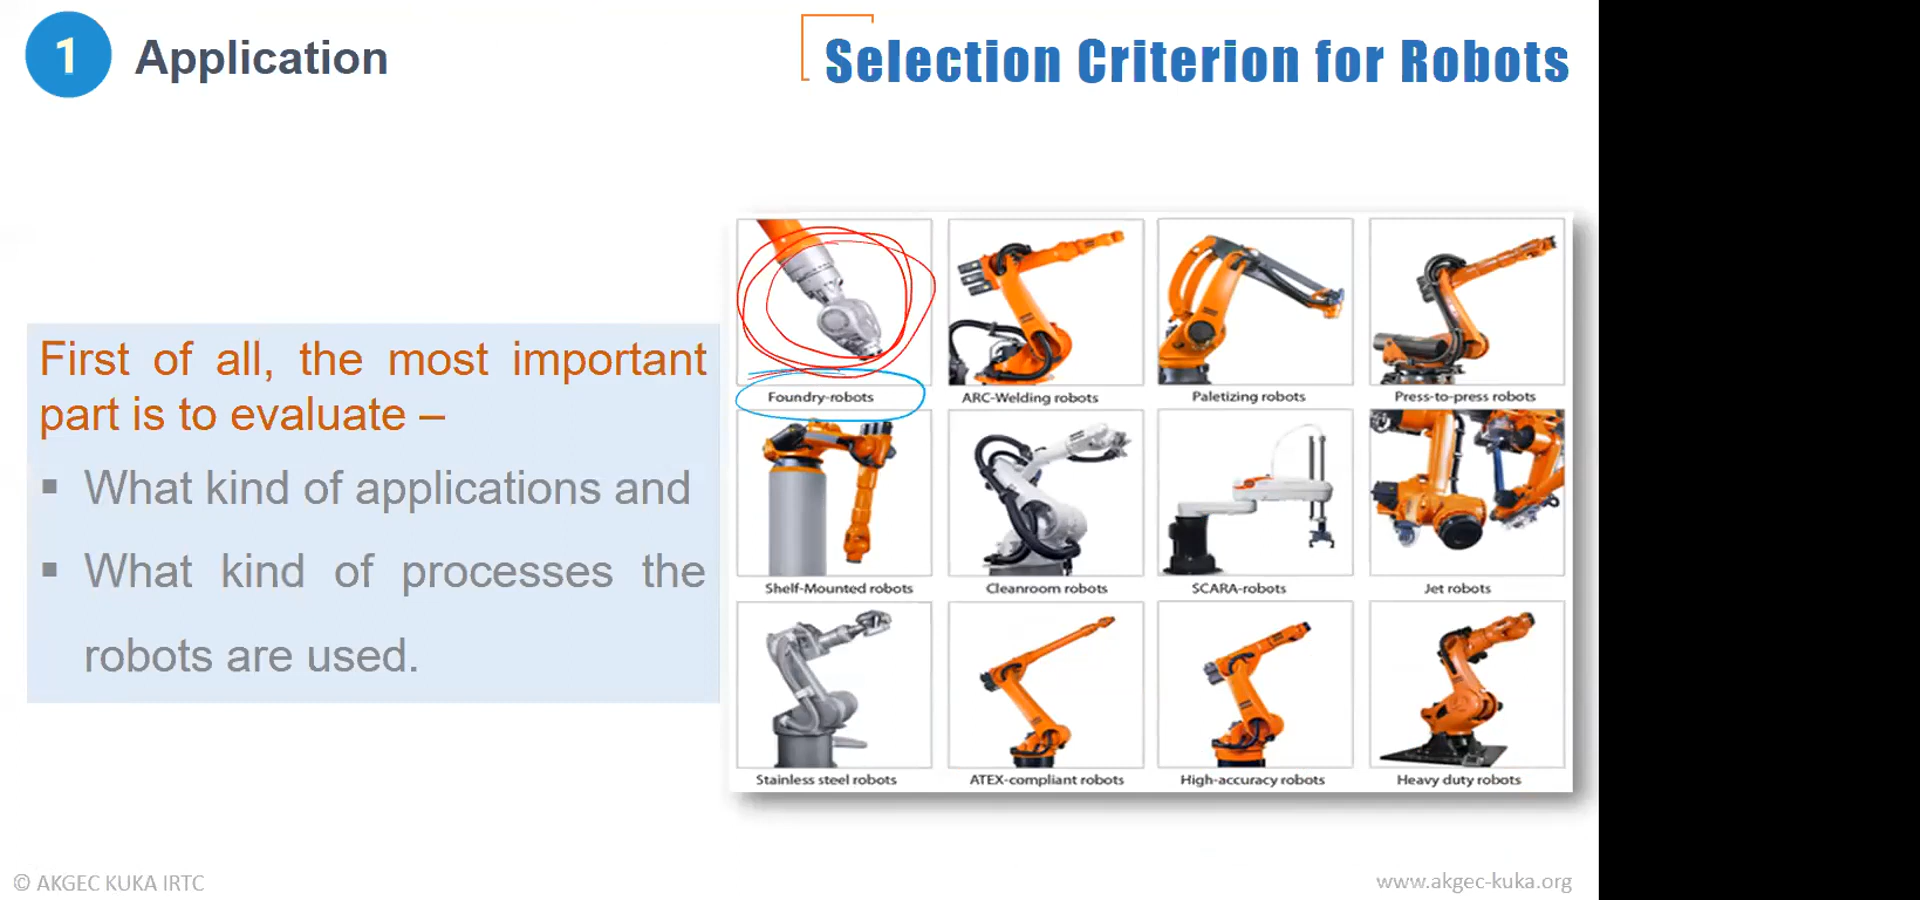 1 Application
Selection Criterion for Robots
First of all, the most important
part is to evaluate –
▪ What kind of applications and
▪ What kind of processes the
robots are used.
Foundry-robots
ARC-Welding robots
Paletizing robots
Press-to-press robots
Shelf-Mounted robots
Cleanroom robots
SCARA-robots
Jet robots
Stainless steel robots
ATEX-compliant robots
High-accuracy robots
Heavy duty robots
© AKGEC KUKA IRTC
www.akgec-kuka.org